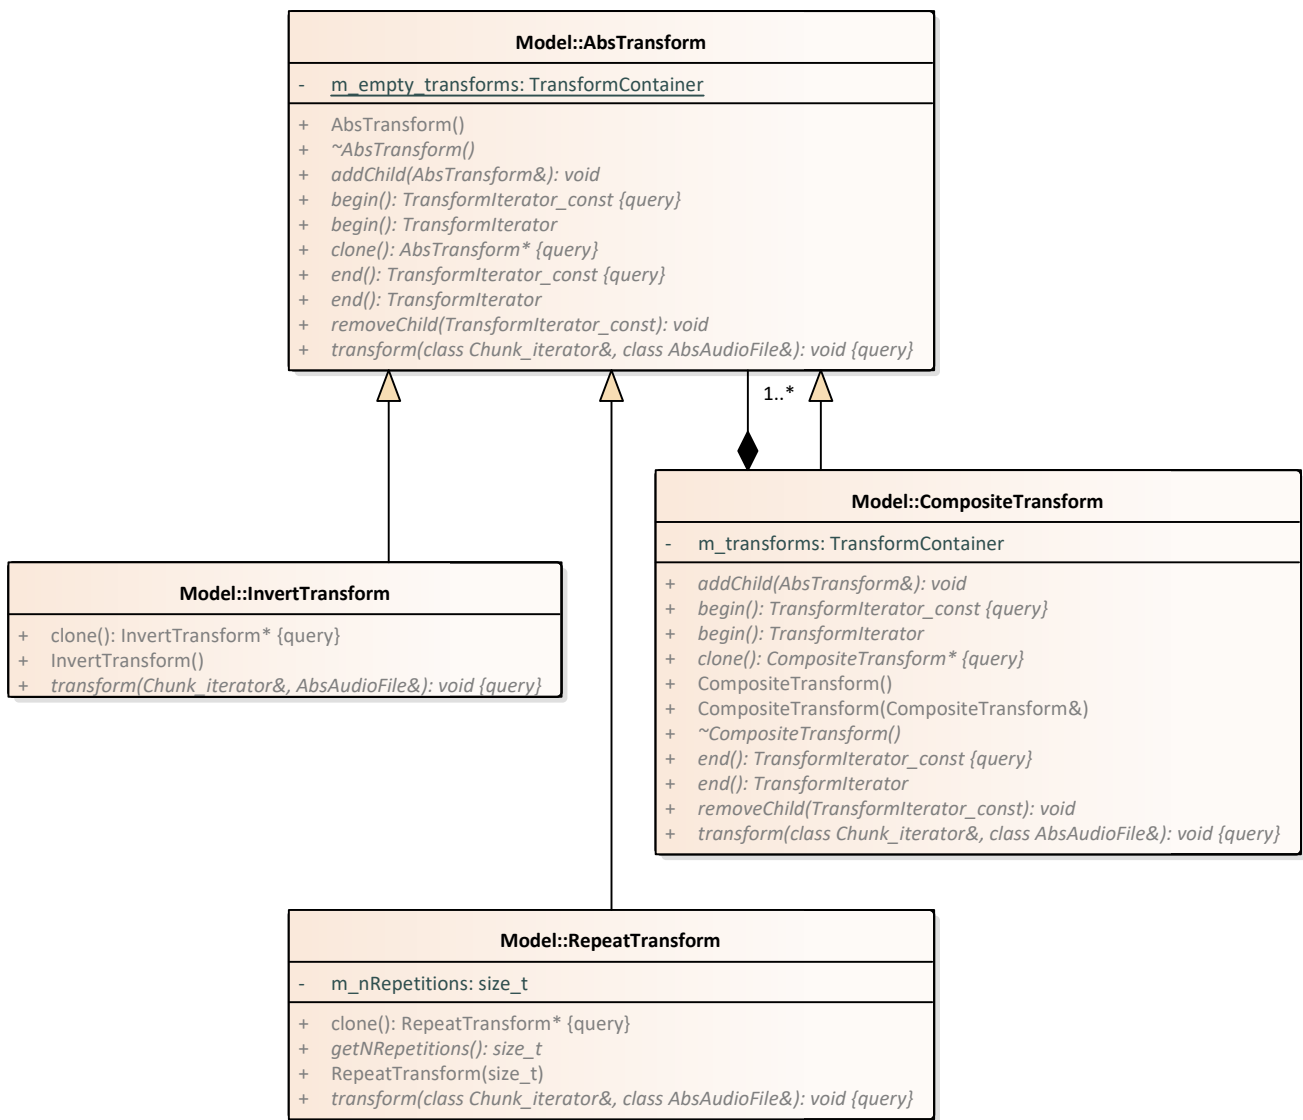 Model::AbsTransform
- m_empty_transforms: TransformContainer
+ AbsTransform()
+ ~AbsTransform()
+ addChild(AbsTransform&): void
+ begin(): TransformIterator_const {query}
+ begin(): TransformIterator
+ clone(): AbsTransform* {query}
+ end(): TransformIterator_const {query}
+ end(): TransformIterator
+ removeChild(TransformIterator_const): void
+ transform(class Chunk_iterator&, class AbsAudioFile&): void {query}
1..*
Model::CompositeTransform
- m_transforms: TransformContainer
+ addChild(AbsTransform&): void
+ begin(): TransformIterator_const {query}
+ begin(): TransformIterator
+ clone(): CompositeTransform* {query}
+ CompositeTransform()
+ CompositeTransform(CompositeTransform&)
+ ~CompositeTransform()
+ end(): TransformIterator_const {query}
+ end(): TransformIterator
+ removeChild(TransformIterator_const): void
+ transform(class Chunk_iterator&, class AbsAudioFile&): void {query}
Model::InvertTransform
+ clone(): InvertTransform* {query}
+ InvertTransform()
+ transform(Chunk_iterator&, AbsAudioFile&): void {query}
Model::RepeatTransform
- m_nRepetitions: size_t
+ clone(): RepeatTransform* {query}
+ getNRepetitions(): size_t
+ RepeatTransform(size_t)
+ transform(class Chunk_iterator&, class AbsAudioFile&): void {query}